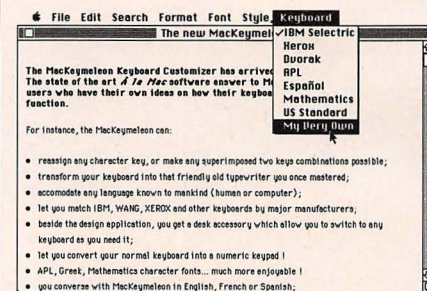 File Edit Search Format Font Style Keyboard
The new MacKeymel
✓IBM Selectric
Xerox
Dvorak
APL
Español
Mathematics
US Standard
My Very Own
The MacKeymeleon Keyboard Customizer has arrived
The state of the art A la Mac software answer to M
users who have their own ideas on how their keyboa
function.
For instance, the MacKeymeleon can:
• reassign any character key, or make any superimposed two keys combinations possible;
• transform your keyboard into that friendly old typewriter you once mastered;
• accomodate any language known to mankind (human or computer);
• let you match IBM, WANG, XEROX and other keyboards by major manufacturers;
• beside the design application, you get a desk accessory which allow you to switch to any
keyboard as you need it;
• let you convert your normal keyboard into a numeric keypad !
• APL, Greek, Mathematics character fonts... much more enjoyable !
• you converse with MacKeymeleon in English, French or Spanish;